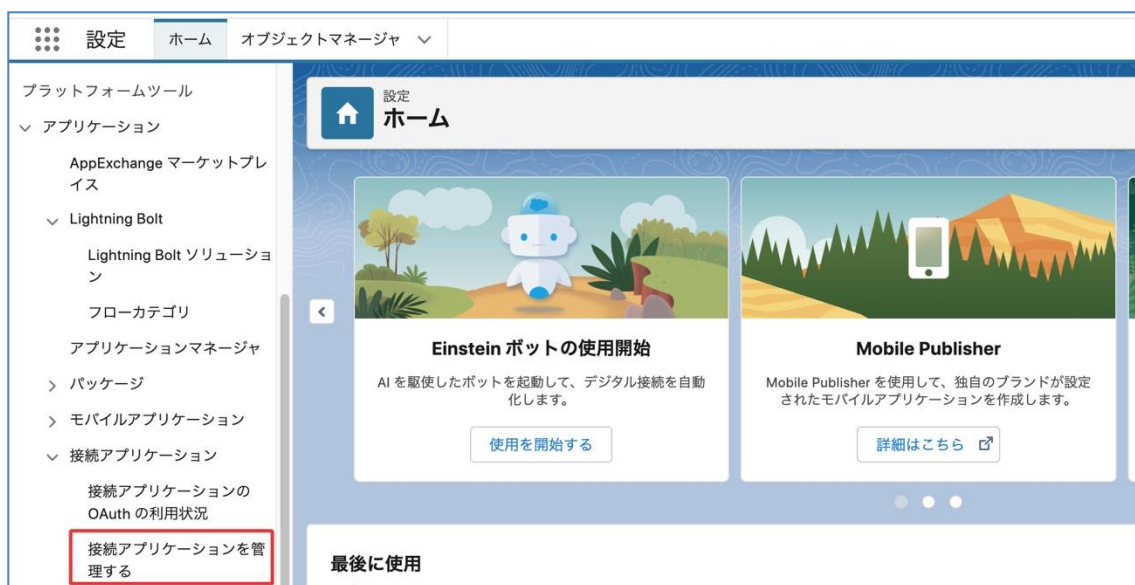 設定
ホーム
オブジェクトマネージャ
プラットフォームツール
アプリケーション
AppExchange マーケットプレ
イス
Lightning Bolt
Lightning Bolt ソリューショ
ン
フローカテゴリ
アプリケーションマネージャ
パッケージ
モバイルアプリケーション
接続アプリケーション
接続アプリケーションの
OAuth の利用状況
接続アプリケーションを管
理する
設定
ホーム
Einstein ボットの使用開始
AI を駆使したボットを起動して、デジタル接続を自動
化します。
使用を開始する
Mobile Publisher
Mobile Publisher を使用して、独自のブランドが設定
されたモバイルアプリケーションを作成します。
詳細はこちら
最後に使用